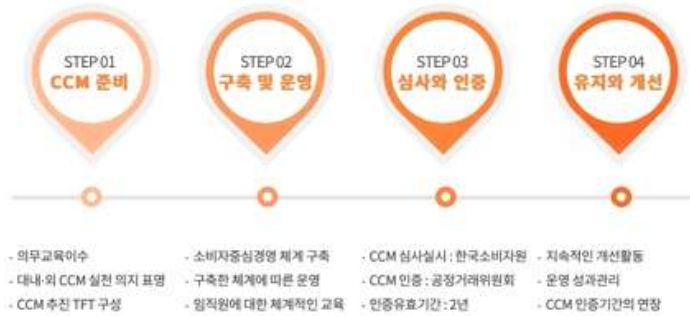 STEP 01
CCM 준비
STEP 02
구축 및 운영
STEP 03
심사와 인증
STEP 04
유지와 개선
- 의무교육이수
- 대내·외 CCM 실천 의지 표명
- CCM 추진 TFT 구성
- 소비자중심경영 체계 구축
- 구축한 체계에 따른 운영
- 임직원에 대한 체계적인 교육
- CCM 심사실시 : 한국소비자원
- CCM 인증 : 공정거래위원회
- 인증유효기간 : 2년
- 지속적인 개선활동
- 운영 성과관리
- CCM 인증기간의 연장